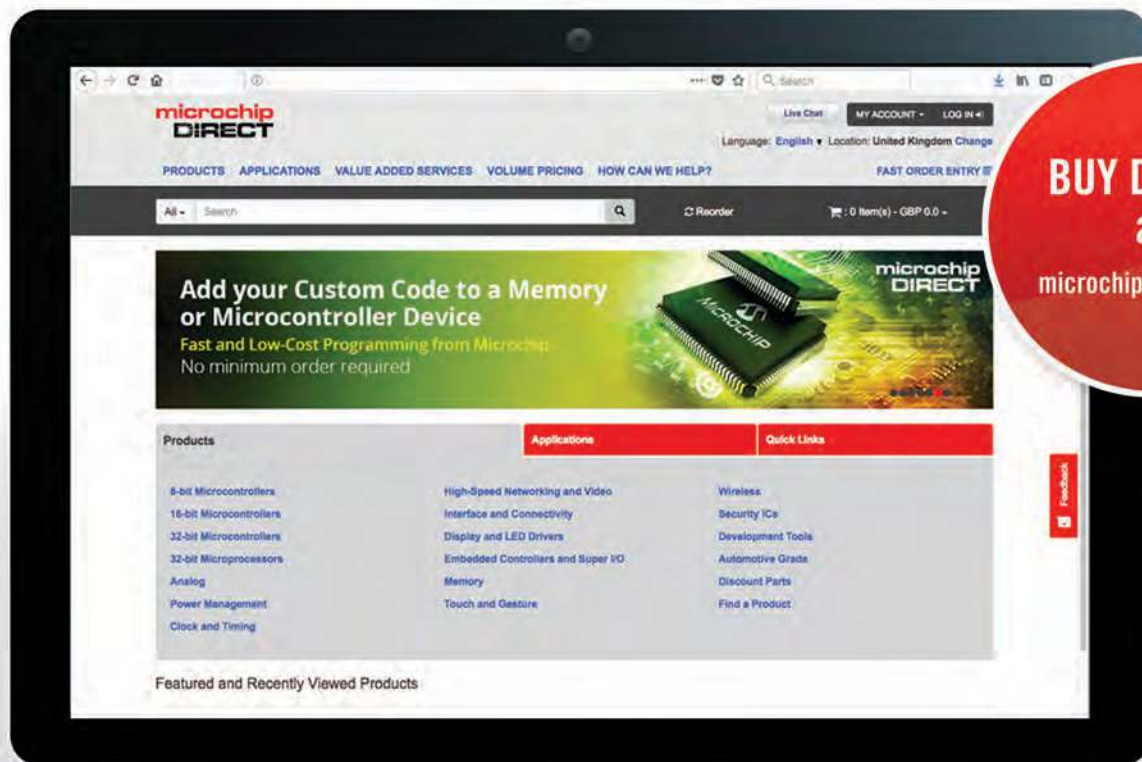 Search
microchip
DIRECT
Live Chat
MY ACCOUNT
LOG IN
Language: English Location: United Kingdom Change
PRODUCTS APPLICATIONS VALUE ADDED SERVICES VOLUME PRICING HOW CAN WE HELP?
FAST ORDER ENTRY
All Search
Reorder
: 0 Item(s) - GBP 0.0
BUY D
a
microchip
Add your Custom Code to a Memory
or Microcontroller Device
Fast and Low-Cost Programming from Microchip
No minimum order required
MICROCHIP
microchip
DIRECT
Products
Applications
Quick Links
8-bit Microcontrollers
16-bit Microcontrollers
32-bit Microcontrollers
32-bit Microprocessors
Analog
Power Management
Clock and Timing
High-Speed Networking and Video
Interface and Connectivity
Display and LED Drivers
Embedded Controllers and Super I/O
Memory
Touch and Gesture
Wireless
Security ICs
Development Tools
Automotive Grade
Discount Parts
Find a Product
Feedback
Featured and Recently Viewed Products